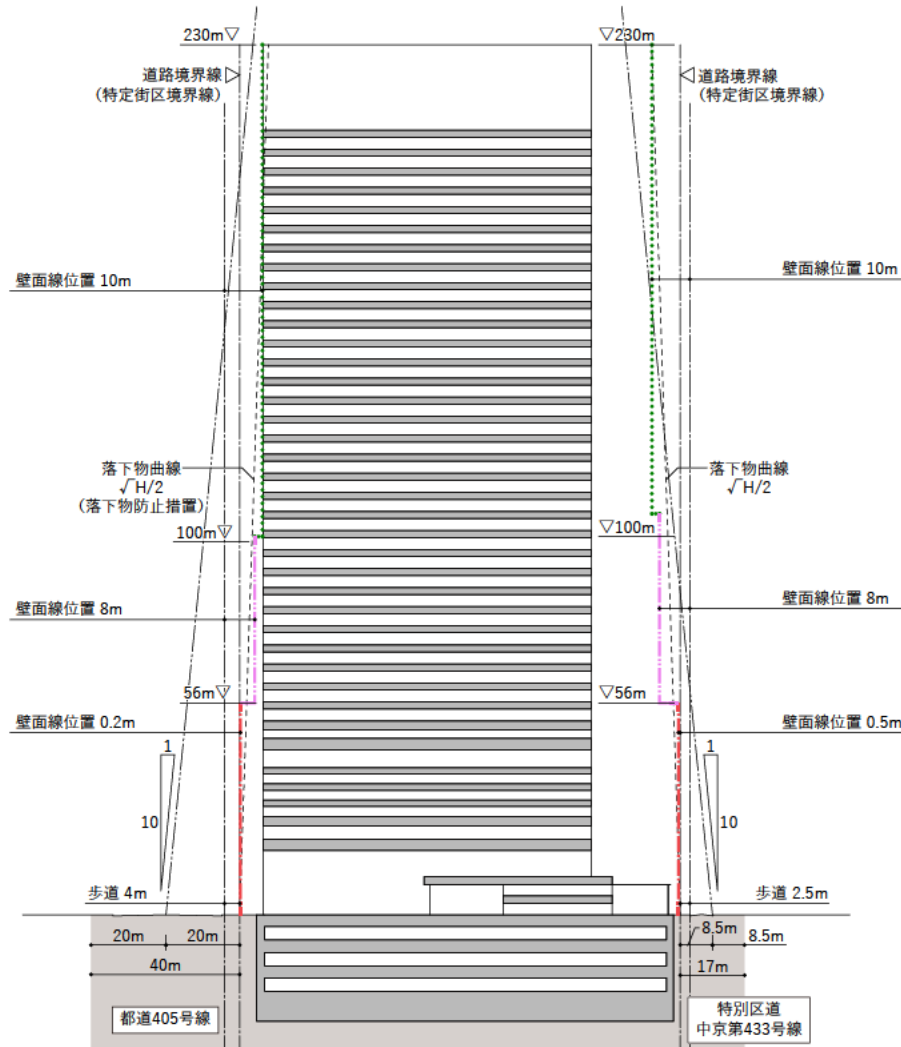 230m▽
▽230m
道路境界線▷
(特定街区境界線)
◁道路境界線
(特定街区境界線)
壁面線位置 10m
壁面線位置 10m
落下物曲線
√H/2
(落下物防止措置)
落下物曲線
√H/2
100m▽
▽100m
壁面線位置 8m
壁面線位置 8m
56m▽
▽56m
壁面線位置 0.2m
壁面線位置 0.5m
1
10
1
10
歩道 4m
歩道 2.5m
20m
20m
40m
8.5m
8.5m
17m
都道405号線
特別区道
中京第433号線